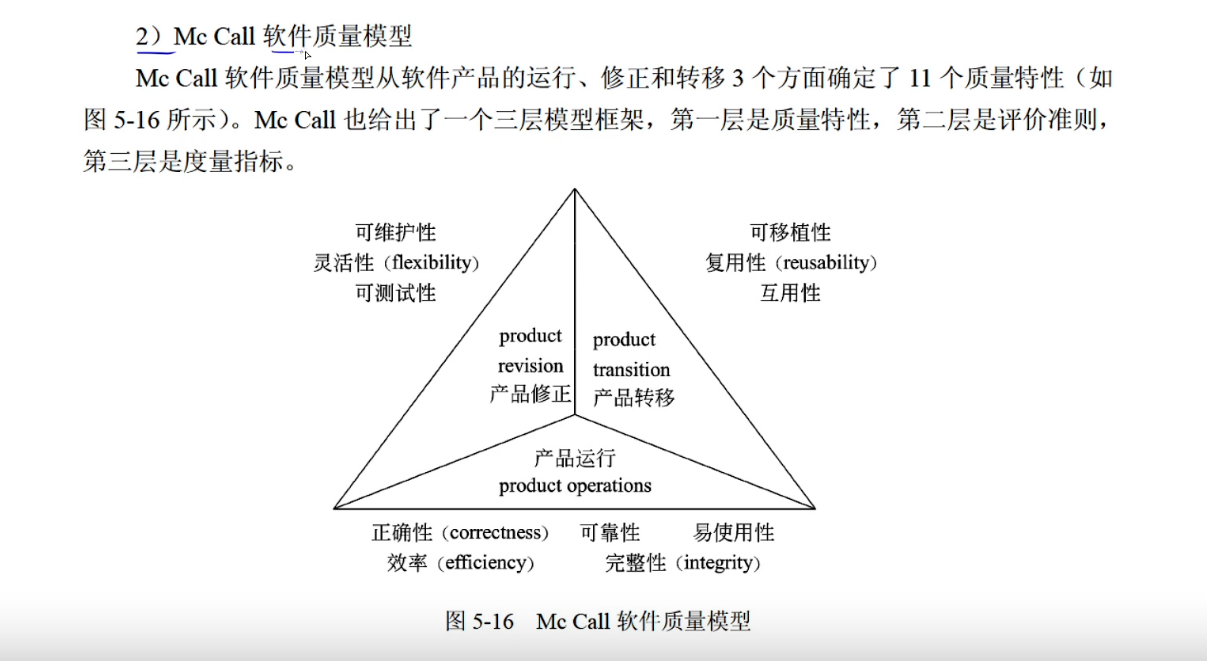 2）Mc Call 软件质量模型
Mc Call 软件质量模型从软件产品的运行、修正和转移 3 个方面确定了 11 个质量特性（如
图 5-16 所示）。Mc Call 也给出了一个三层模型框架，第一层是质量特性，第二层是评价准则，
第三层是度量指标。
可维护性
灵活性（flexibility）
可测试性
可移植性
复用性（reusability）
互用性
product
revision
产品修正
product
transition
产品转移
产品运行
product operations
正确性（correctness） 可靠性 易使用性
效率（efficiency） 完整性（integrity）
图 5-16 Mc Call 软件质量模型